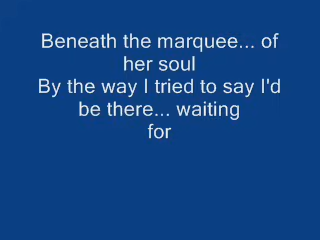 Beneath the marquee... of
her soul
By the way I tried to say I'd
be there... waiting
for